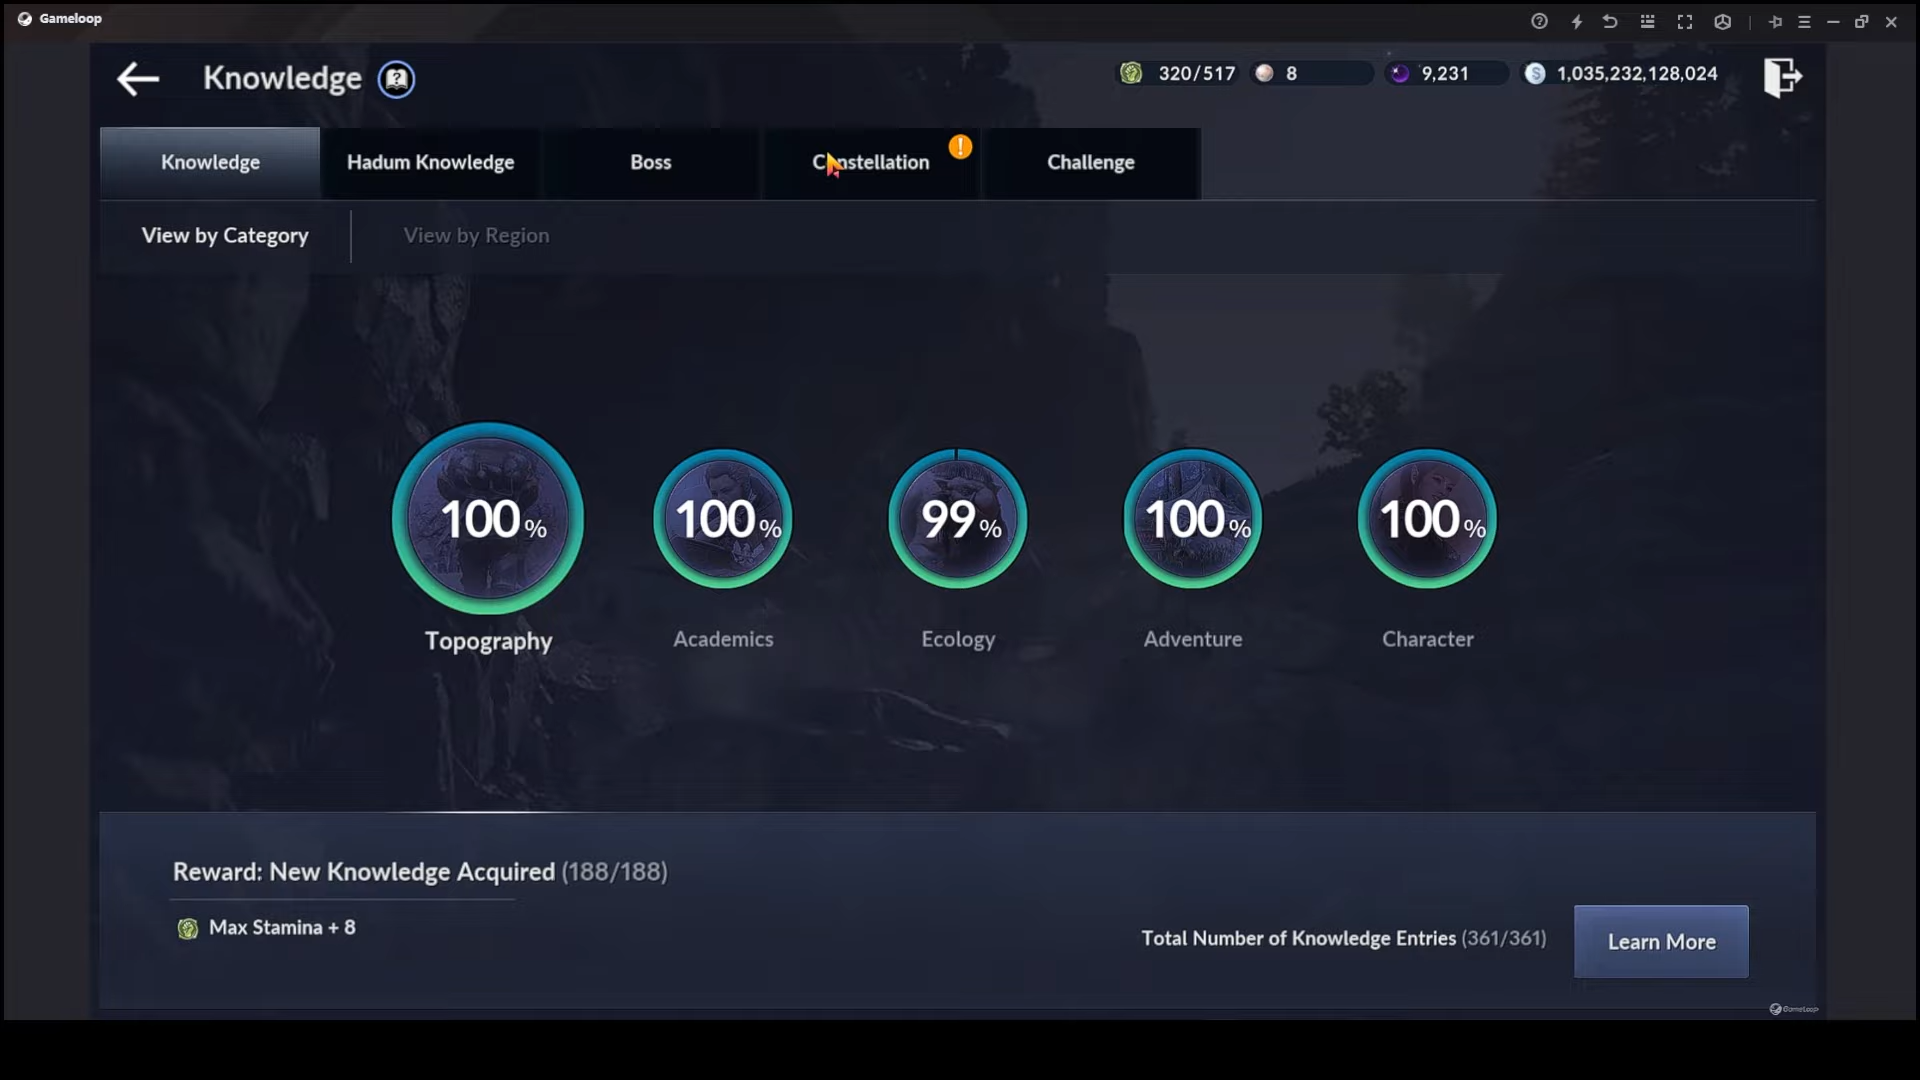 Gameloop
Knowledge
320/517
8
9,231
1,035,232,128,024
Knowledge
Hadum Knowledge
Boss
Constellation
Challenge
View by Category
View by Region
100%
100%
99%
100%
100%
Topography
Academics
Ecology
Adventure
Character
Reward: New Knowledge Acquired (188/188)
Max Stamina + 8
Total Number of Knowledge Entries (361/361)
Learn More
GameLoop